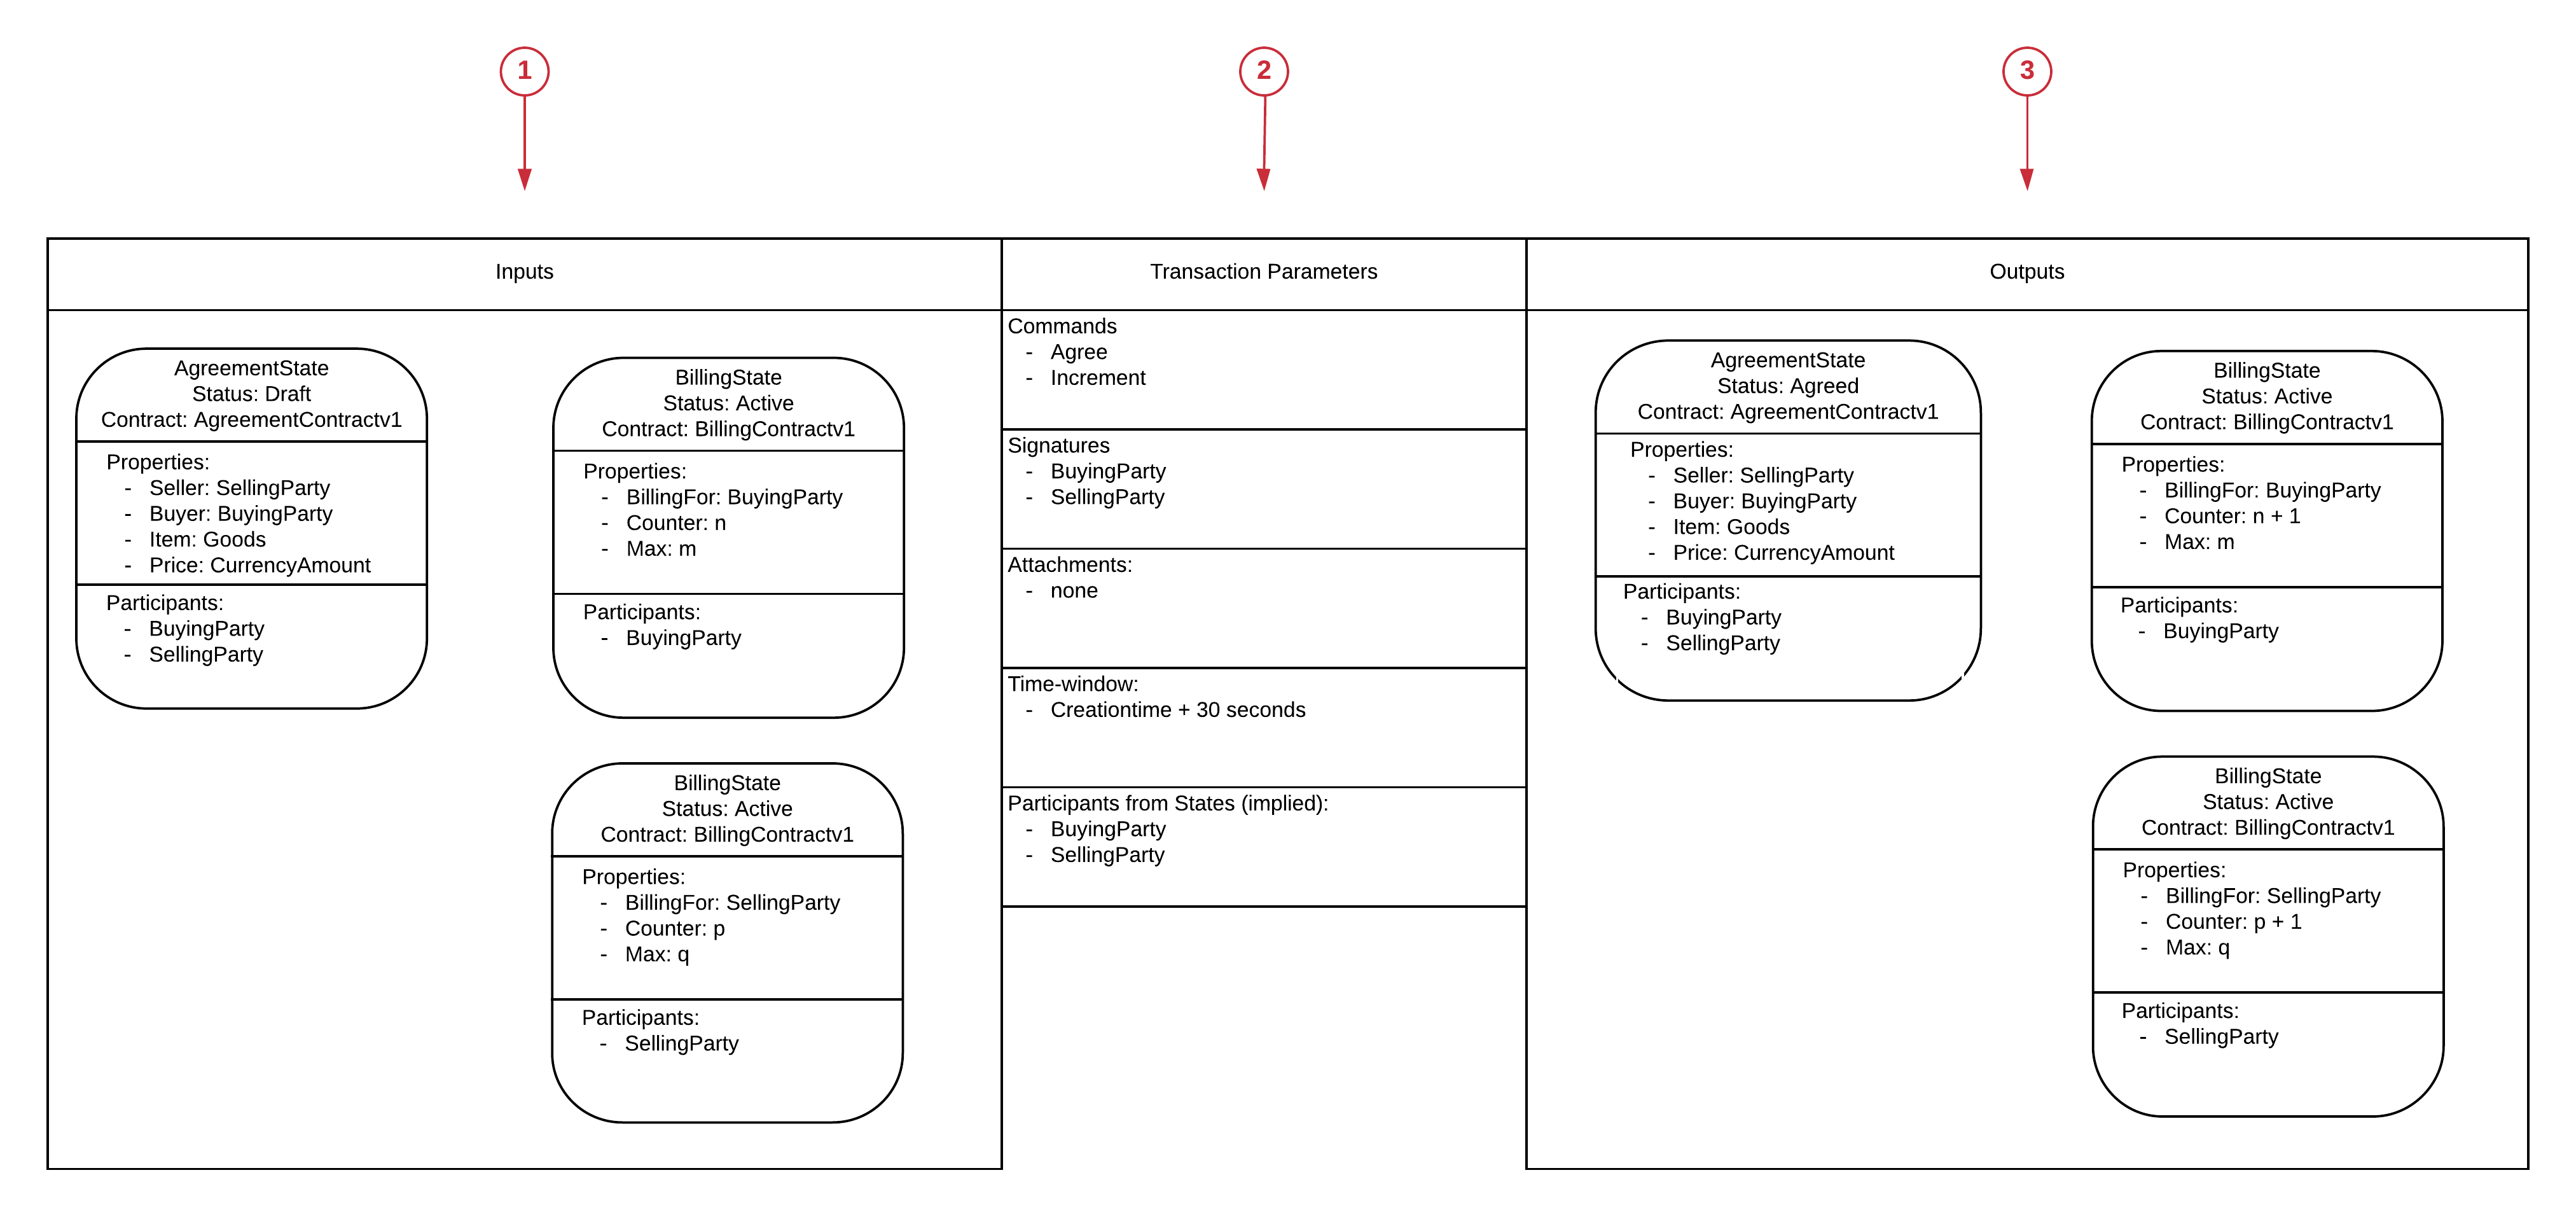 1
2
3
Inputs
Transaction Parameters
Outputs
AgreementState
Status: Draft
Contract: AgreementContractv1
Properties:
- Seller: SellingParty
- Buyer: BuyingParty
- Item: Goods
- Price: CurrencyAmount
Participants:
- BuyingParty
- SellingParty
BillingState
Status: Active
Contract: BillingContractv1
Properties:
- BillingFor: BuyingParty
- Counter: n
- Max: m
Participants:
- BuyingParty
BillingState
Status: Active
Contract: BillingContractv1
Properties:
- BillingFor: SellingParty
- Counter: p
- Max: q
Participants:
- SellingParty
Commands
- Agree
- Increment
Signatures
- BuyingParty
- SellingParty
Attachments:
- none
Time-window:
- Creationtime + 30 seconds
Participants from States (implied):
- BuyingParty
- SellingParty
AgreementState
Status: Agreed
Contract: AgreementContractv1
Properties:
- Seller: SellingParty
- Buyer: BuyingParty
- Item: Goods
- Price: CurrencyAmount
Participants:
- BuyingParty
- SellingParty
BillingState
Status: Active
Contract: BillingContractv1
Properties:
- BillingFor: BuyingParty
- Counter: n + 1
- Max: m
Participants:
- BuyingParty
BillingState
Status: Active
Contract: BillingContractv1
Properties:
- BillingFor: SellingParty
- Counter: p + 1
- Max: q
Participants:
- SellingParty